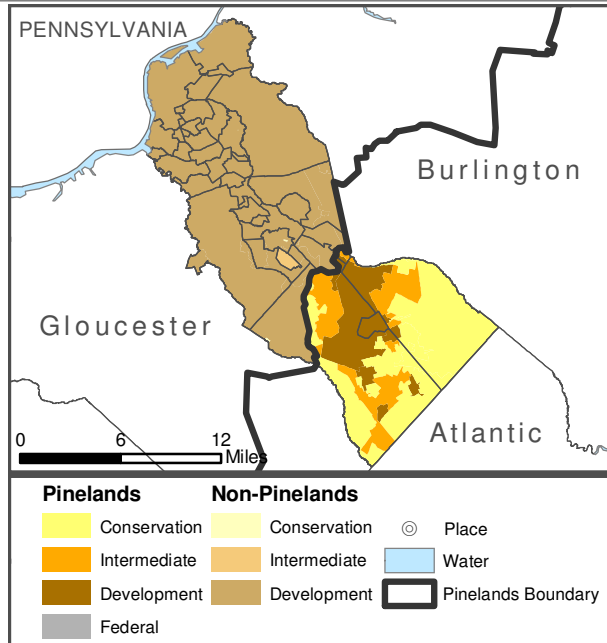 PENNSYLVANIA
Burlington
Gloucester
Atlantic
0 6 12
Miles
Pinelands Non-Pinelands
Conservation Conservation Place
Intermediate Intermediate Water
Development Development Pinelands Boundary
Federal